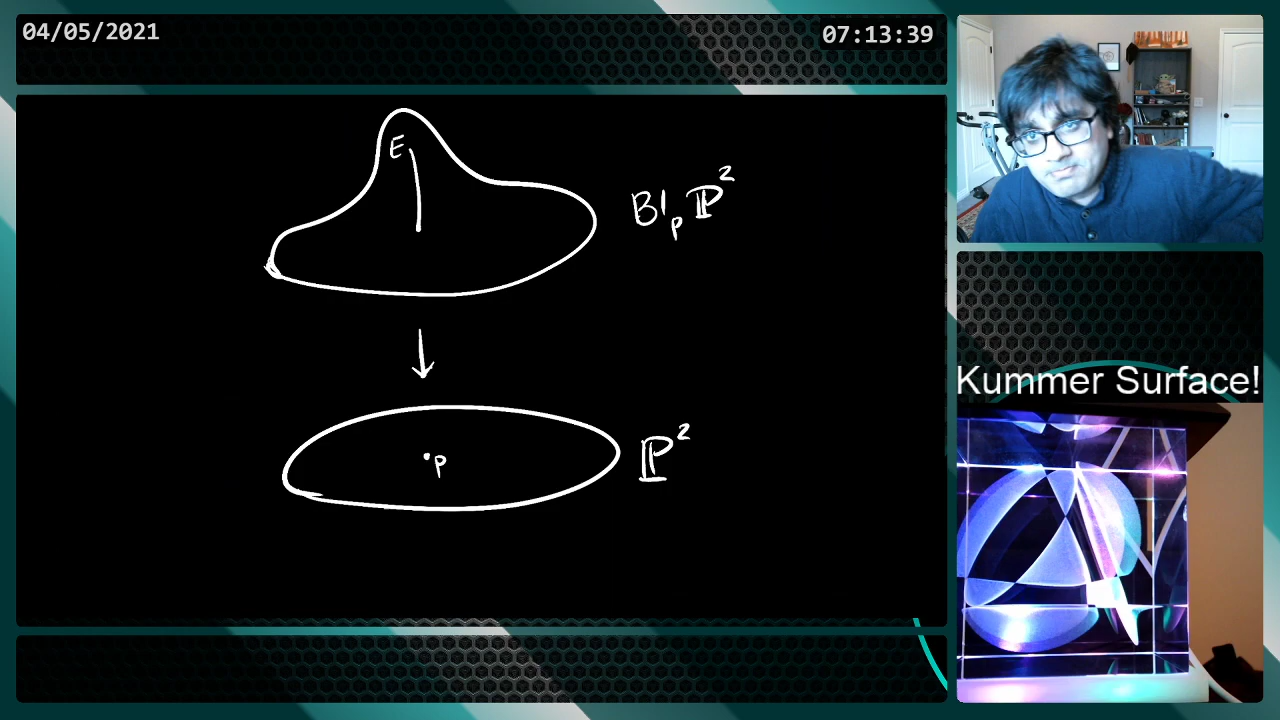 04/05/2021
07:13:39
E
Bl_p ℙ²
p
ℙ²
Kummer Surface!